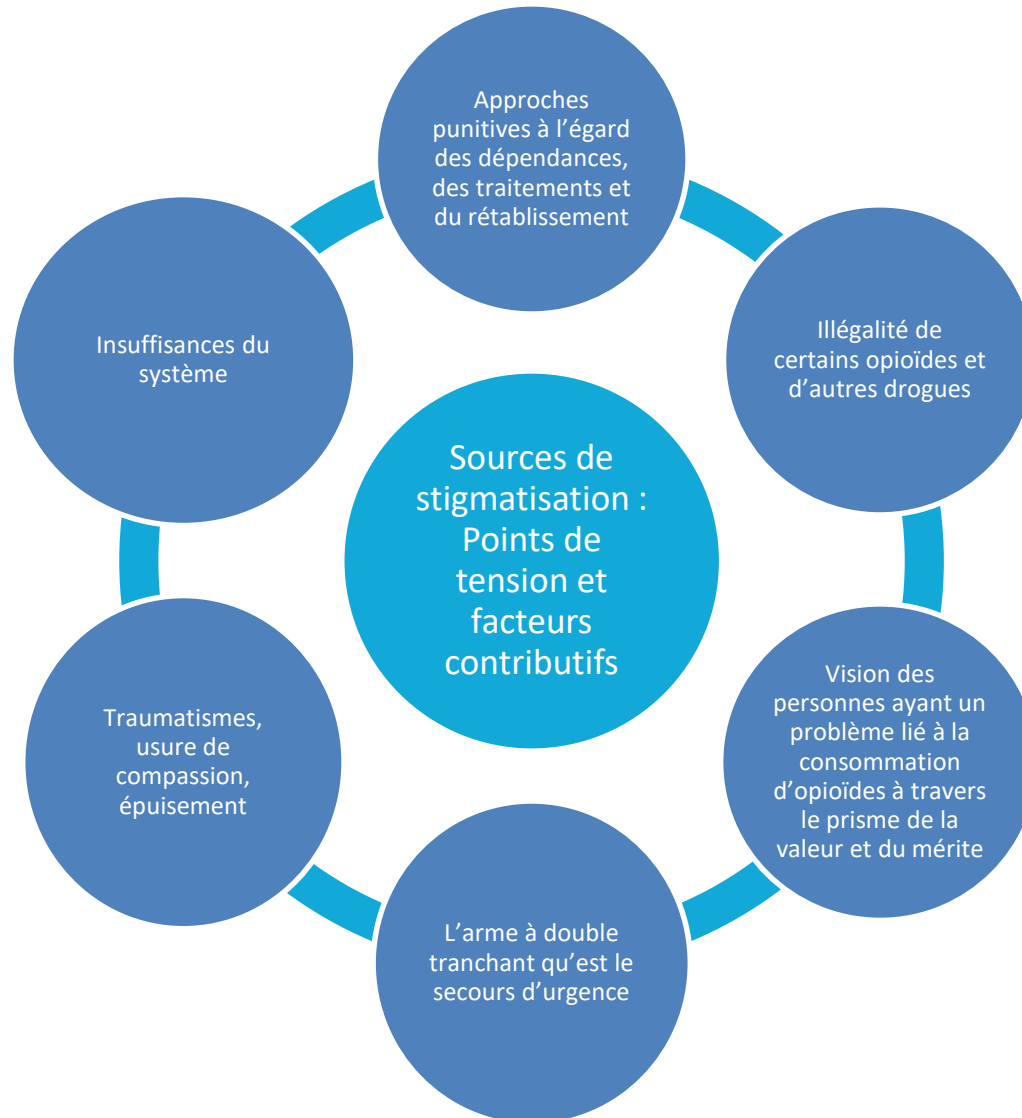 Approches
punitives à l’égard
des dépendances,
des traitements et
du rétablissement
Illégalité de
certains opioïdes et
d’autres drogues
Vision des
personnes ayant un
problème lié à la
consommation
d’opioïdes à travers
le prisme de la
valeur et du mérite
L’arme à double
tranchant qu’est le
secours d’urgence
Traumatismes,
usure de
compassion,
épuisement
Insuffisances du
système
Sources de
stigmatisation :
Points de
tension et
facteurs
contributifs